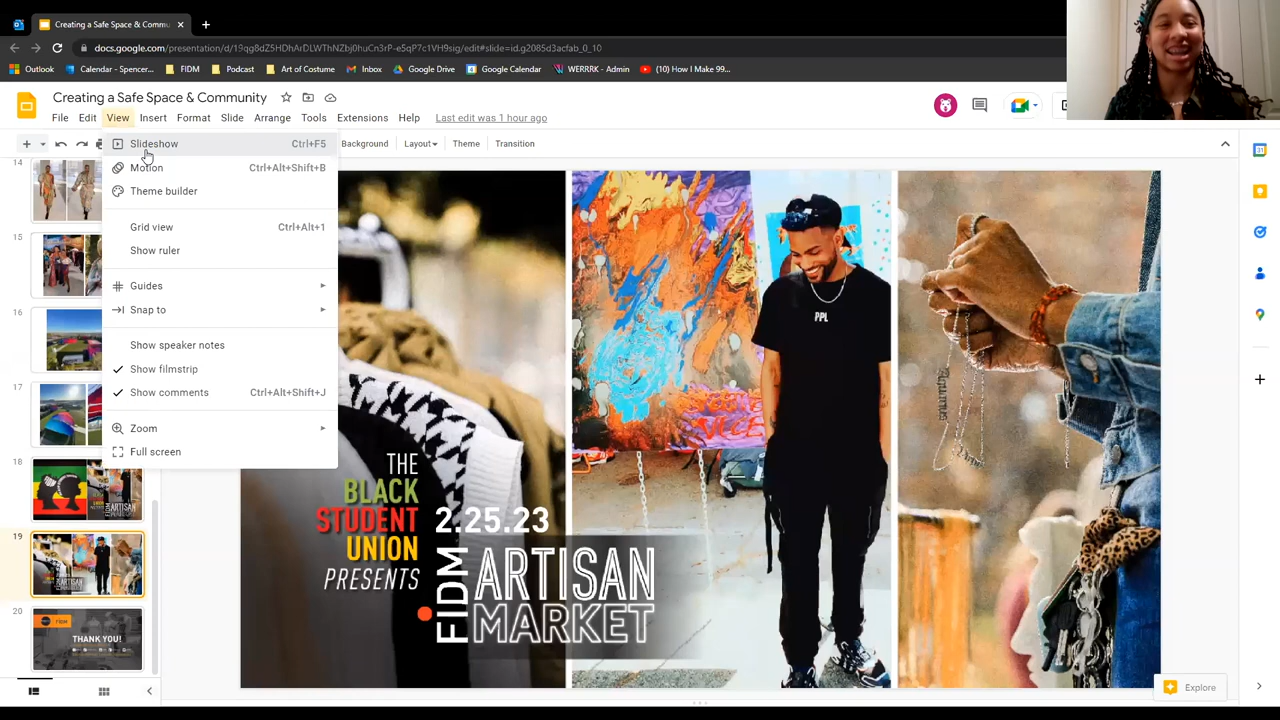 Creating a Safe Space & Commu
docs.google.com/presentation/d/19qg8dZ5HDhArDLWThNZbj0huCn3rP-e5qP7c1VH9sig/edit#slide=id.g2085d3acfab_0_10
Outlook
Calendar - Spencer...
FIDM
Podcast
Art of Costume
Inbox
Google Drive
Google Calendar
WERRRK - Admin
(10) How I Make 99...
Creating a Safe Space & Community
File Edit View Insert Format Slide Arrange Tools Extensions Help Last edit was 1 hour ago
Background Layout Theme Transition
Slideshow Ctrl+F5
Motion Ctrl+Alt+Shift+B
Theme builder
Grid view Ctrl+Alt+1
Show ruler
Guides
Snap to
Show speaker notes
Show filmstrip
Show comments Ctrl+Alt+Shift+J
Zoom
Full screen
14
15
16
17
18
19
20
ARTISAN
MARKET
THANK YOU!
PPL
THE
BLACK
STUDENT
UNION
PRESENTS
2.25.23
FIDM
ARTISAN
MARKET
Explore